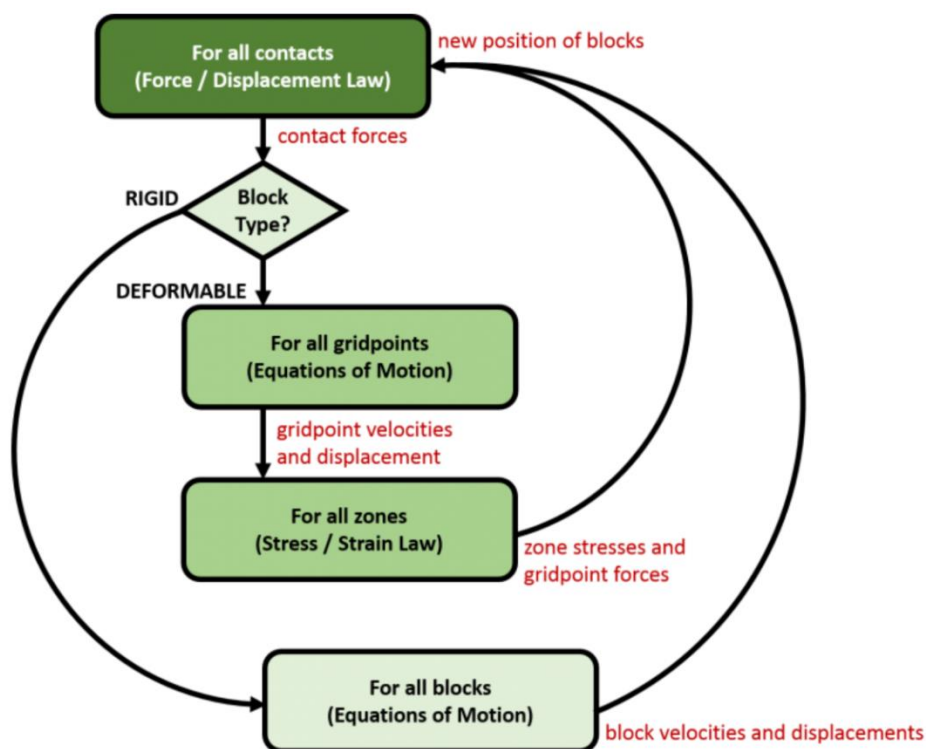 For all contacts
(Force / Displacement Law)
new position of blocks
contact forces
RIGID
Block
Type?
DEFORMABLE
For all gridpoints
(Equations of Motion)
gridpoint velocities
and displacement
For all zones
(Stress / Strain Law)
zone stresses and
gridpoint forces
For all blocks
(Equations of Motion)
block velocities and displacements